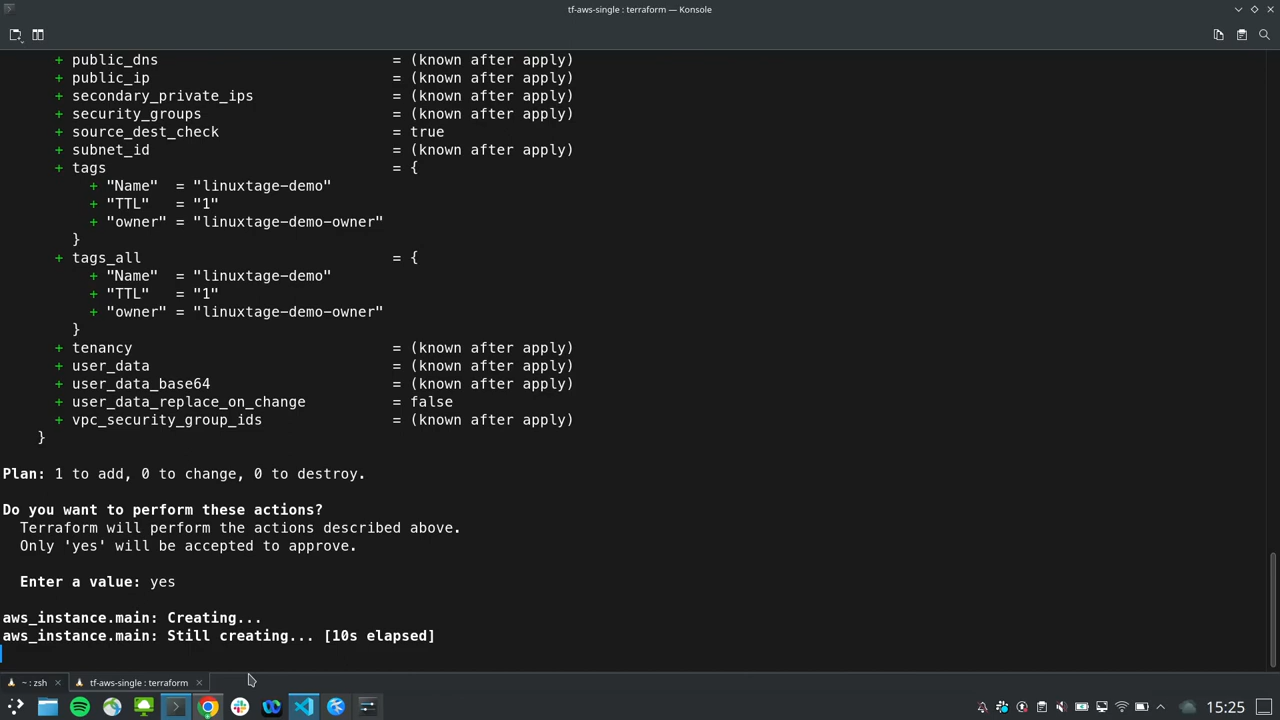 tf-aws-single : terraform — Konsole
+ public_dns = (known after apply)
+ public_ip = (known after apply)
+ secondary_private_ips = (known after apply)
+ security_groups = (known after apply)
+ source_dest_check = true
+ subnet_id = (known after apply)
+ tags = {
+ "Name" = "linuxtage-demo"
+ "TTL" = "1"
+ "owner" = "linuxtage-demo-owner"
}
+ tags_all = {
+ "Name" = "linuxtage-demo"
+ "TTL" = "1"
+ "owner" = "linuxtage-demo-owner"
}
+ tenancy = (known after apply)
+ user_data = (known after apply)
+ user_data_base64 = (known after apply)
+ user_data_replace_on_change = false
+ vpc_security_group_ids = (known after apply)
}
Plan: 1 to add, 0 to change, 0 to destroy.
Do you want to perform these actions?
Terraform will perform the actions described above.
Only 'yes' will be accepted to approve.
Enter a value: yes
aws_instance.main: Creating...
aws_instance.main: Still creating... [10s elapsed]
~ : zsh
tf-aws-single : terraform
15:25